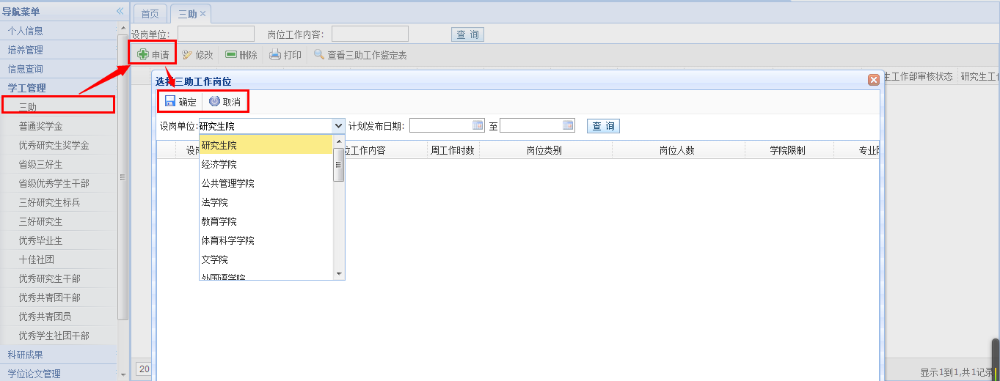 导航菜单
个人信息
培养管理
信息查询
学工管理
三助
普通奖学金
优秀研究生奖学金
省级三好生
省级优秀学生干部
三好研究生标兵
三好研究生
优秀毕业生
十佳社团
优秀研究生干部
优秀共青团干部
优秀共青团员
优秀学生社团干部
科研成果
学位论文管理
首页 三助
设岗单位: 岗位工作内容: 查 询
申请 修改 删除 打印 查看三助工作鉴定表
生工作部审核状态 研究生工作
选择三助工作岗位
确定 取消
设岗单位:研究生院 计划发布日期: 至 查 询
设岗 位工作内容 周工作时数 岗位类别 岗位人数 学院限制 专业限
研究生院
经济学院
公共管理学院
法学院
教育学院
体育科学学院
文学院
外国语学院
20 显示1到1,共1记录